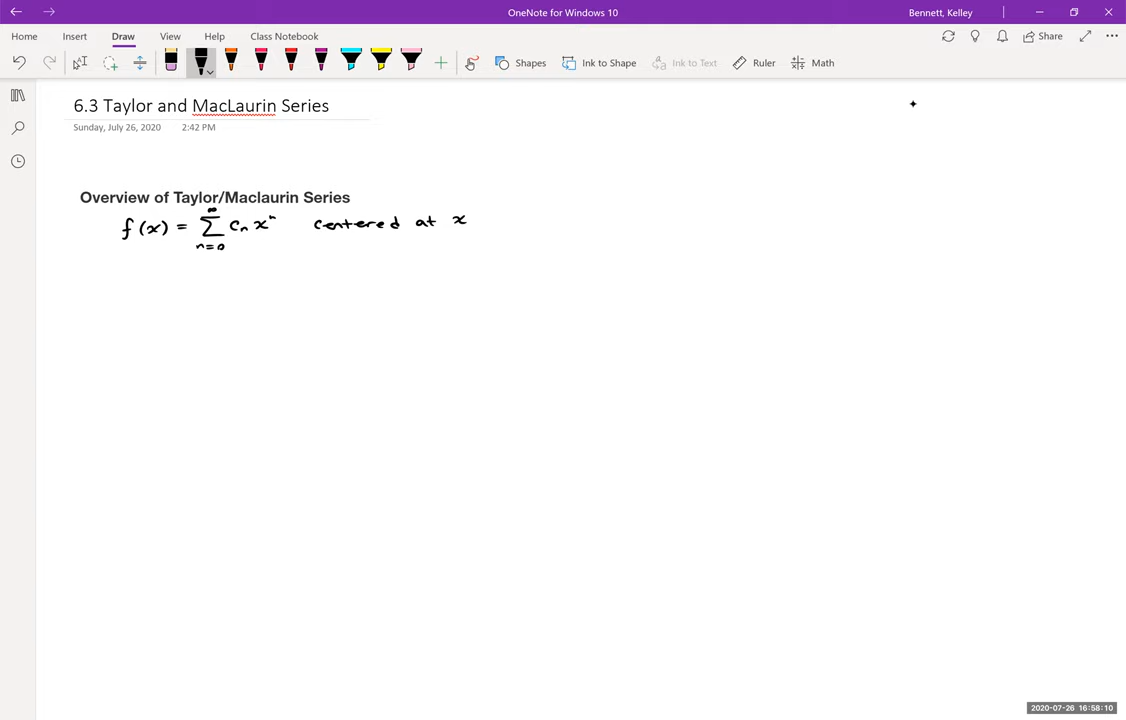 OneNote for Windows 10
Bennett, Kelley
Home Insert Draw View Help Class Notebook
Share
Shapes Ink to Shape Ink to Text Ruler Math
6.3 Taylor and MacLaurin Series
Sunday, July 26, 2020 2:42 PM
Overview of Taylor/Maclaurin Series
f(x) = ∑_{n=0}^{∞} cₙ xⁿ centered at x
2020-07-26 16:58:10